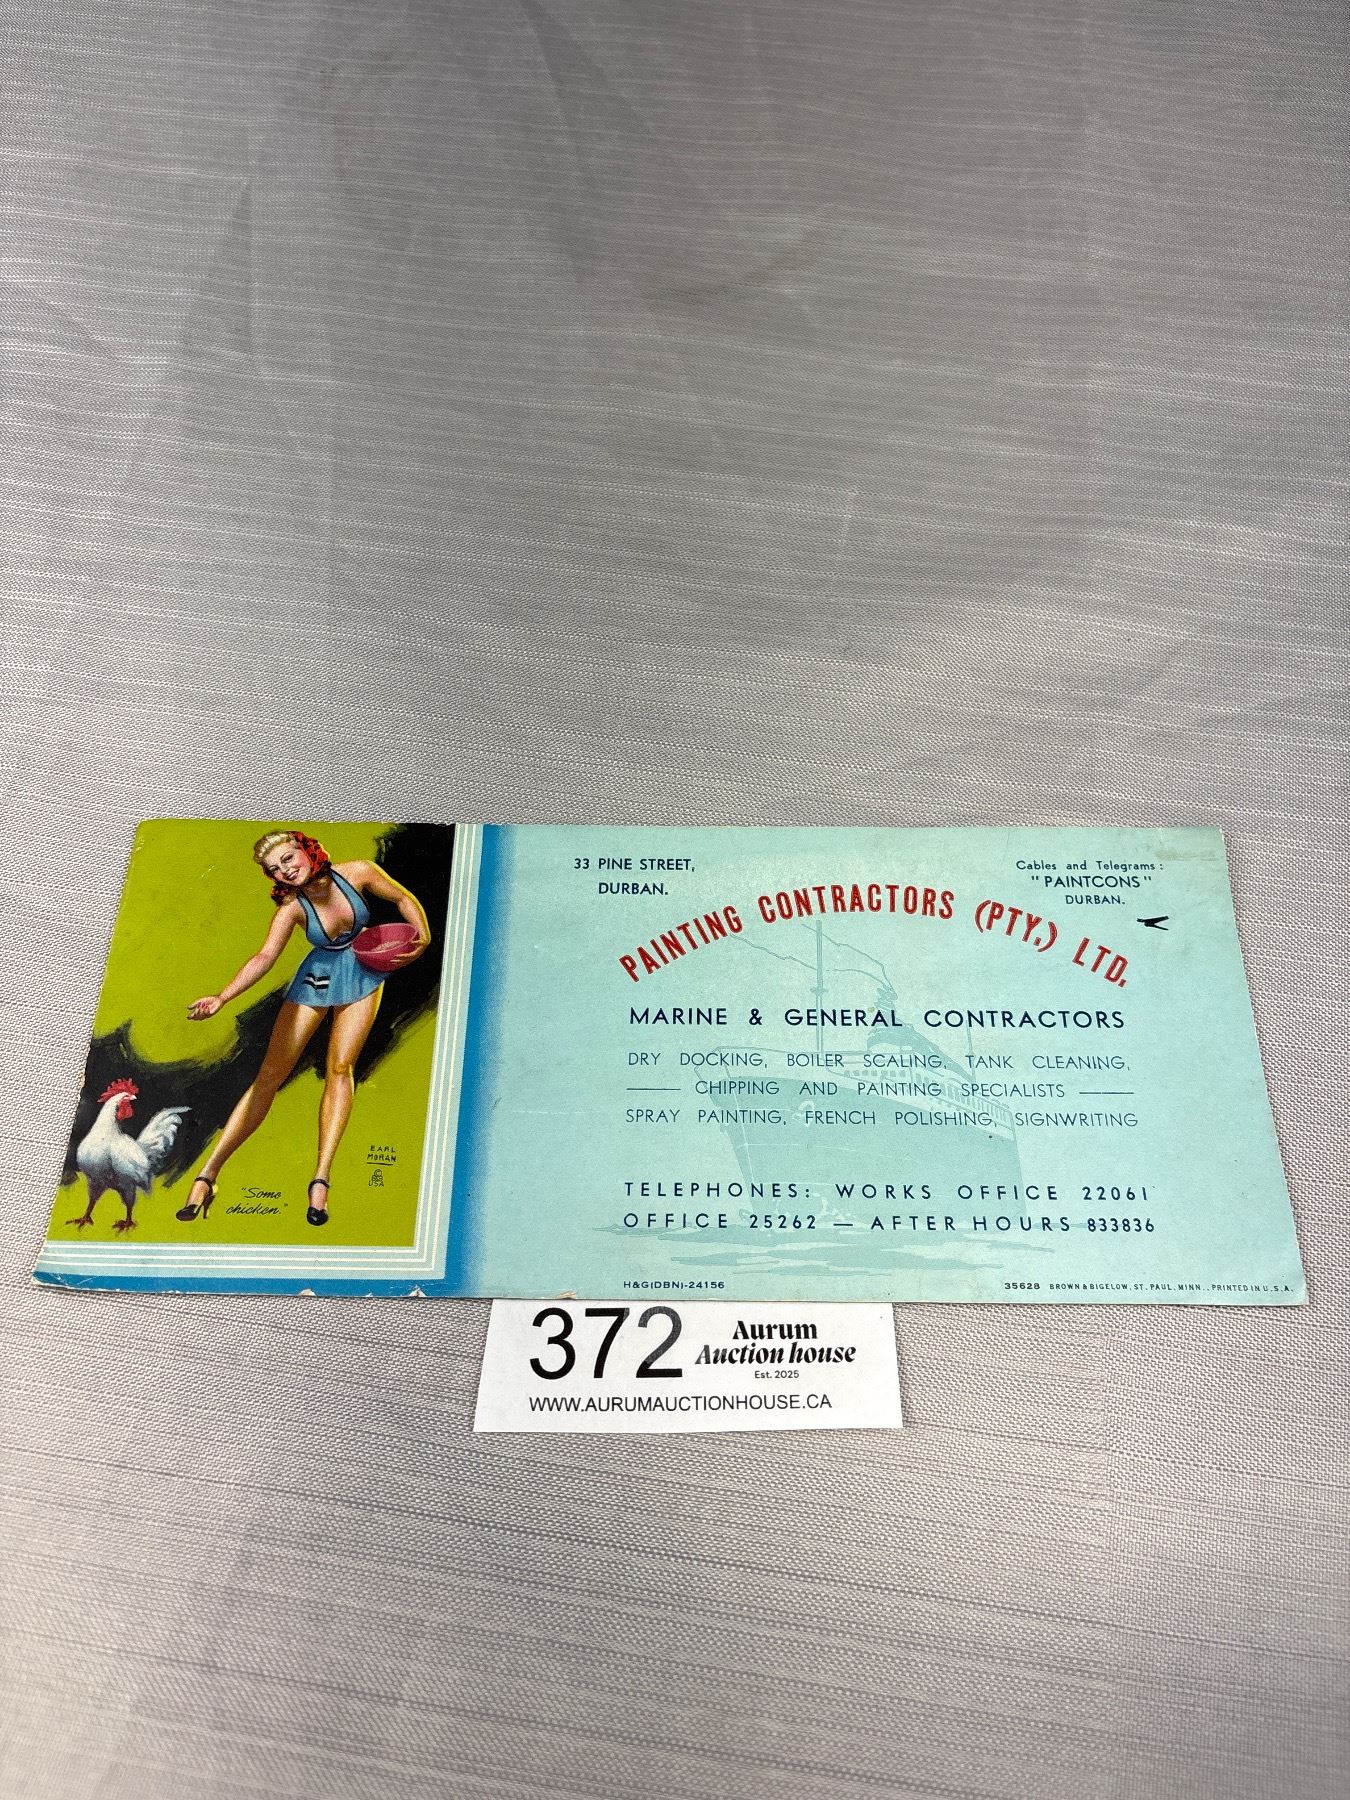 33 PINE STREET,
DURBAN.
Cables and Telegrams:
"PAINTCONS"
DURBAN.
PAINTING CONTRACTORS (PTY,) LTD.
MARINE & GENERAL CONTRACTORS
DRY DOCKING, BOILER SCALING, TANK CLEANING,
CHIPPING AND PAINTING SPECIALISTS
SPRAY PAINTING, FRENCH POLISHING, SIGNWRITING
TELEPHONES: WORKS OFFICE 22061
OFFICE 25262 — AFTER HOURS 833836
EARL
MORAN
©
B&B
USA
"Some
chicken."
H&G(DBN)-24156
35628 BROWN & BIGELOW, ST. PAUL, MINN., PRINTED IN U.S.A.
372
Aurum
Auction house
Est. 2025
WWW.AURUMAUCTIONHOUSE.CA